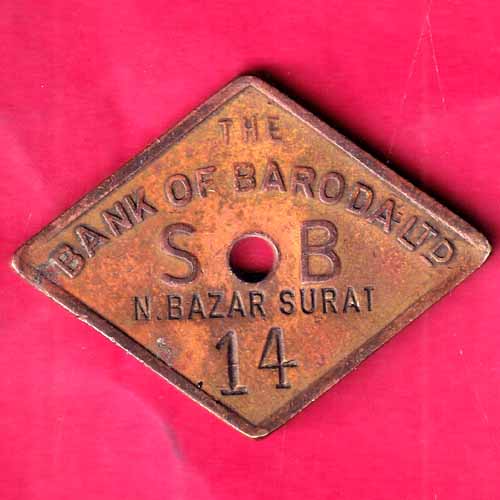 THE
BANK OF BARODA-LTD
S B
N. BAZAR SURAT
14